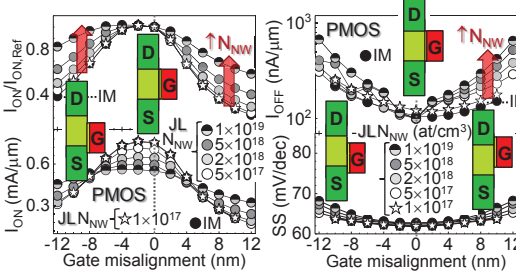 I_ON/I_ON,Ref
I_ON (mA/μm)
0.8
0.4
0.6
0.3
-12
-8
-4
0
4
8
12
Gate misalignment (nm)
D
G
S
IM
D
G
S
↑N_NW
JL
N_NW
1×10^19
5×10^18
2×10^18
5×10^17
PMOS
JLN_NW
1×10^17
IM
I_OFF (nA/μm)
SS (mV/dec)
10^3
10^2
80
70
60
-12
-8
-4
0
4
8
12
Gate misalignment (nm)
PMOS
IM
D
G
S
↑N_NW
IM
JLN_NW (at/cm^3)
1×10^19
5×10^18
2×10^18
5×10^17
1×10^17
D
G
S
D
G
S